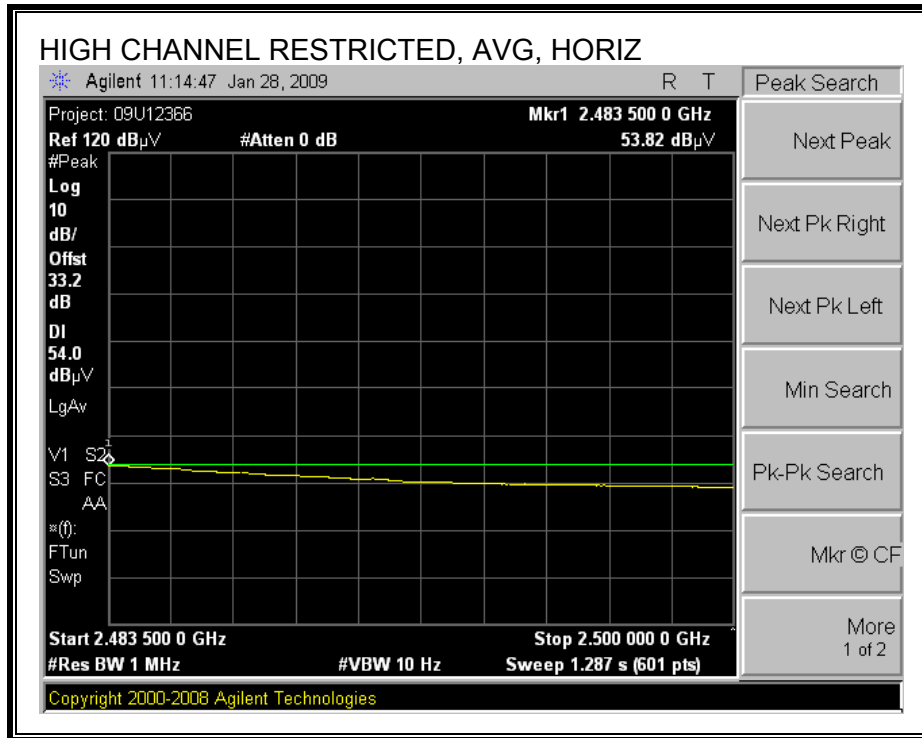 HIGH CHANNEL RESTRICTED, AVG, HORIZ
Agilent 11:14:47 Jan 28, 2009 R T
Peak Search
Project: 09U12366
Mkr1 2.483 500 0 GHz
Ref 120 dBµV #Atten 0 dB 53.82 dBµV
#Peak
Log
10
dB/
Offst
33.2
dB
DI
54.0
dBµV
LgAv
1
V1 S2
S3 FC
AA
¤(f):
FTun
Swp
Start 2.483 500 0 GHz Stop 2.500 000 0 GHz
#Res BW 1 MHz #VBW 10 Hz Sweep 1.287 s (601 pts)
Copyright 2000-2008 Agilent Technologies
Next Peak
Next Pk Right
Next Pk Left
Min Search
Pk-Pk Search
Mkr © CF
More
1 of 2